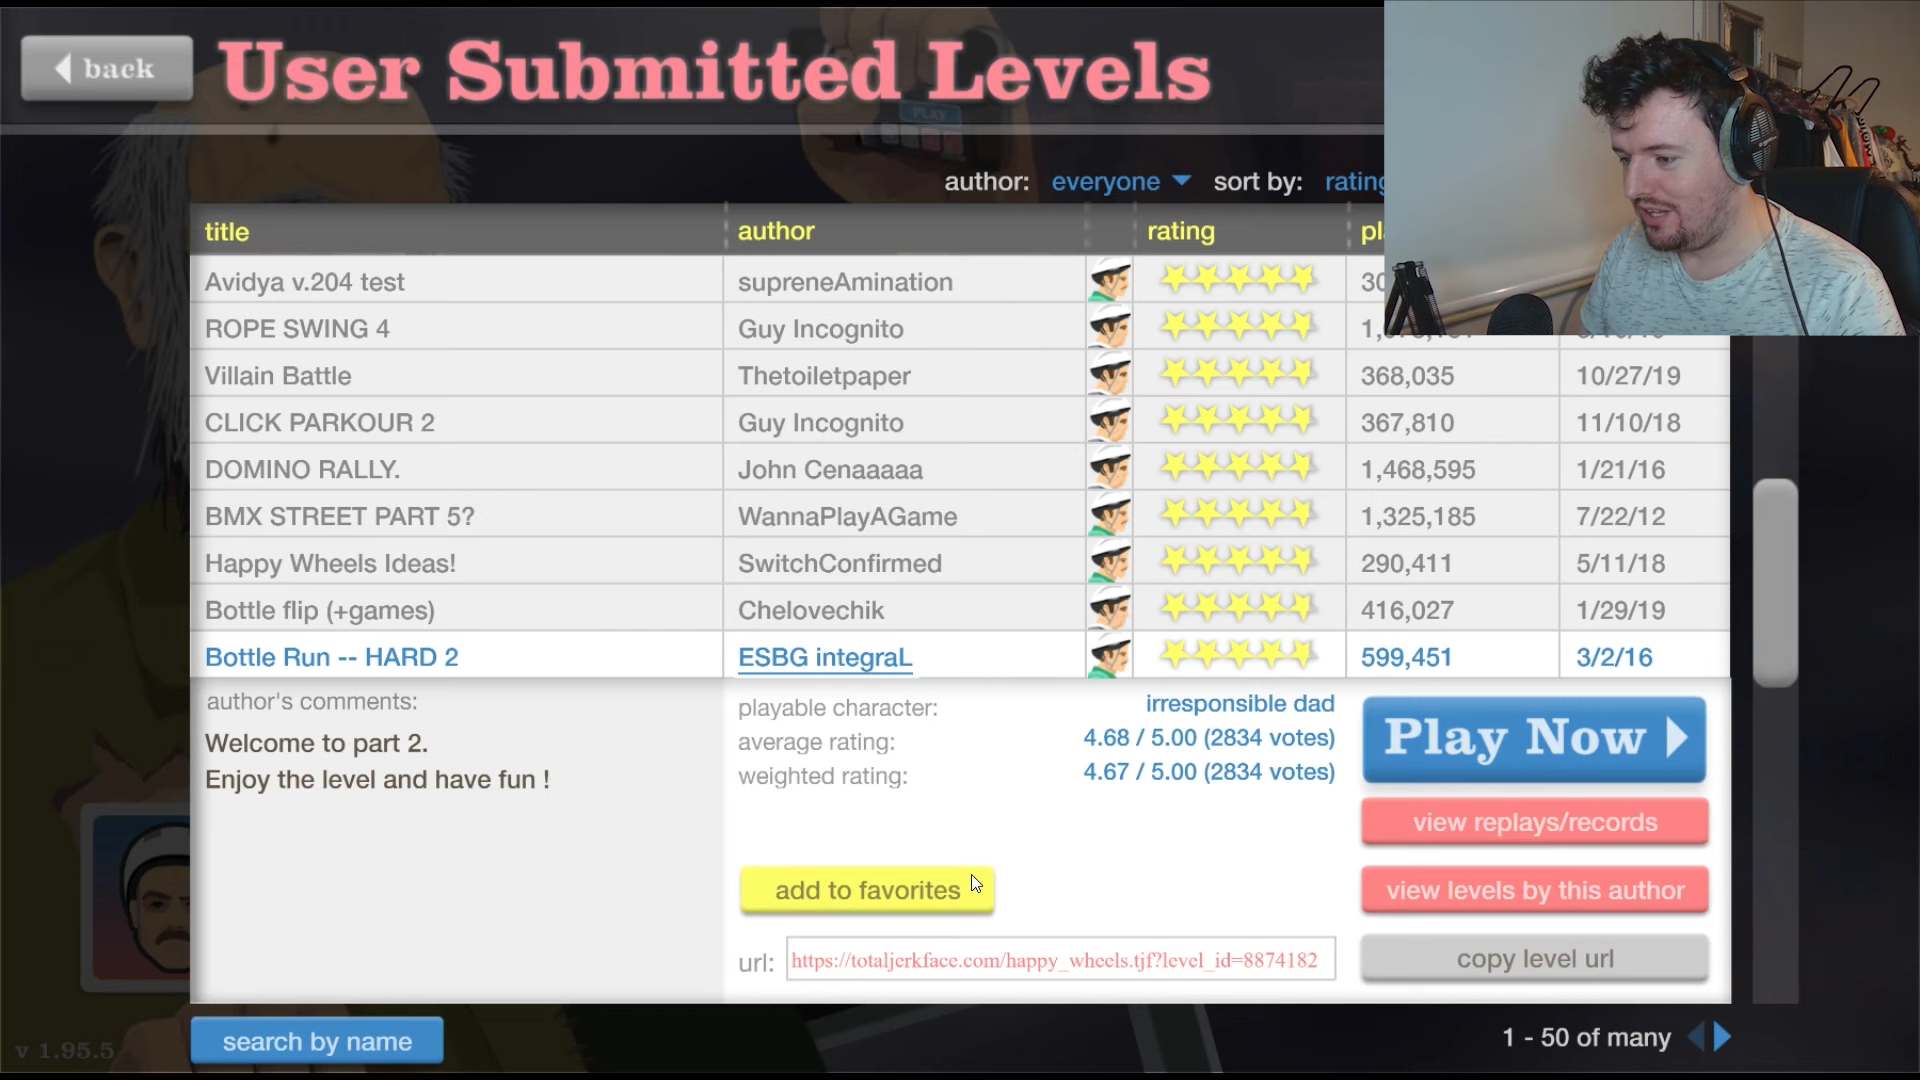 back
User Submitted Levels
PLAY
author: everyone sort by: rating
title author rating pl
Avidya v.204 test supreneAmination 30
ROPE SWING 4 Guy Incognito
Villain Battle Thetoiletpaper 368,035 10/27/19
CLICK PARKOUR 2 Guy Incognito 367,810 11/10/18
DOMINO RALLY. John Cenaaaaa 1,468,595 1/21/16
BMX STREET PART 5? WannaPlayAGame 1,325,185 7/22/12
Happy Wheels Ideas! SwitchConfirmed 290,411 5/11/18
Bottle flip (+games) Chelovechik 416,027 1/29/19
Bottle Run -- HARD 2 ESBG integraL 599,451 3/2/16
author's comments:
Welcome to part 2.
Enjoy the level and have fun !
playable character: irresponsible dad
average rating: 4.68 / 5.00 (2834 votes)
weighted rating: 4.67 / 5.00 (2834 votes)
add to favorites
url: https://totaljerkface.com/happy_wheels.tjf?level_id=8874182
Play Now
view replays/records
view levels by this author
copy level url
search by name
1 - 50 of many
v 1.95.5